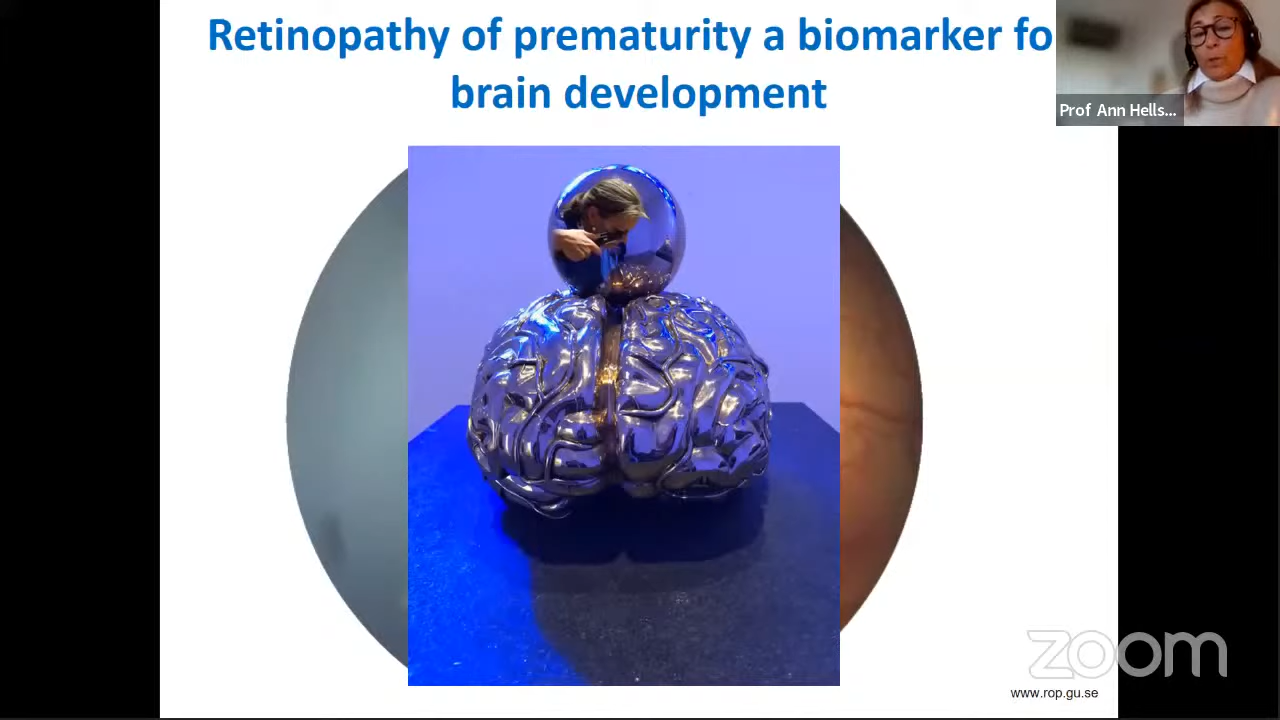 Retinopathy of prematurity a biomarker fo
brain development
Prof Ann Hells...
zoom
www.rop.gu.se